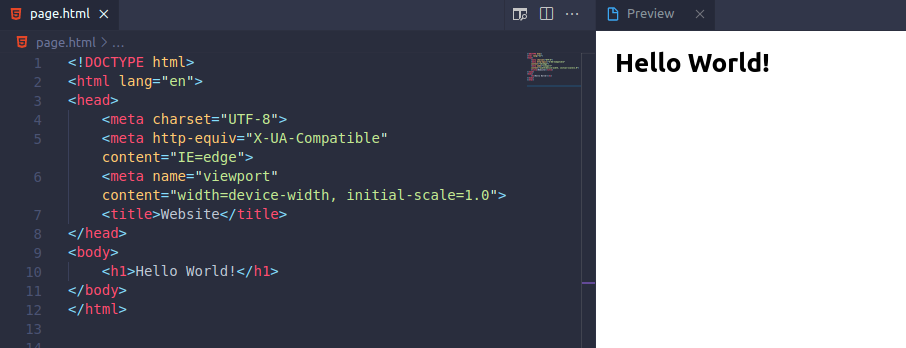 page.html
Preview
page.html > ...
1 <!DOCTYPE html>
2 <html lang="en">
3 <head>
4     <meta charset="UTF-8">
5     <meta http-equiv="X-UA-Compatible"
    content="IE=edge">
6     <meta name="viewport"
    content="width=device-width, initial-scale=1.0">
7     <title>Website</title>
8 </head>
9 <body>
10     <h1>Hello World!</h1>
11 </body>
12 </html>
13
14
Hello World!